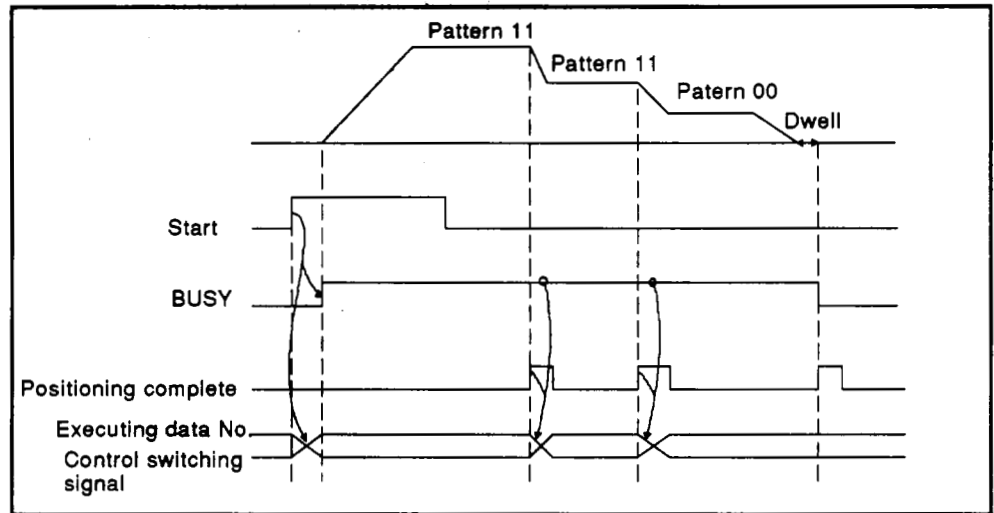 Pattern 11
Pattern 11
Patern 00
Dwell
Start
BUSY
Positioning complete
Executing data No.
Control switching
signal